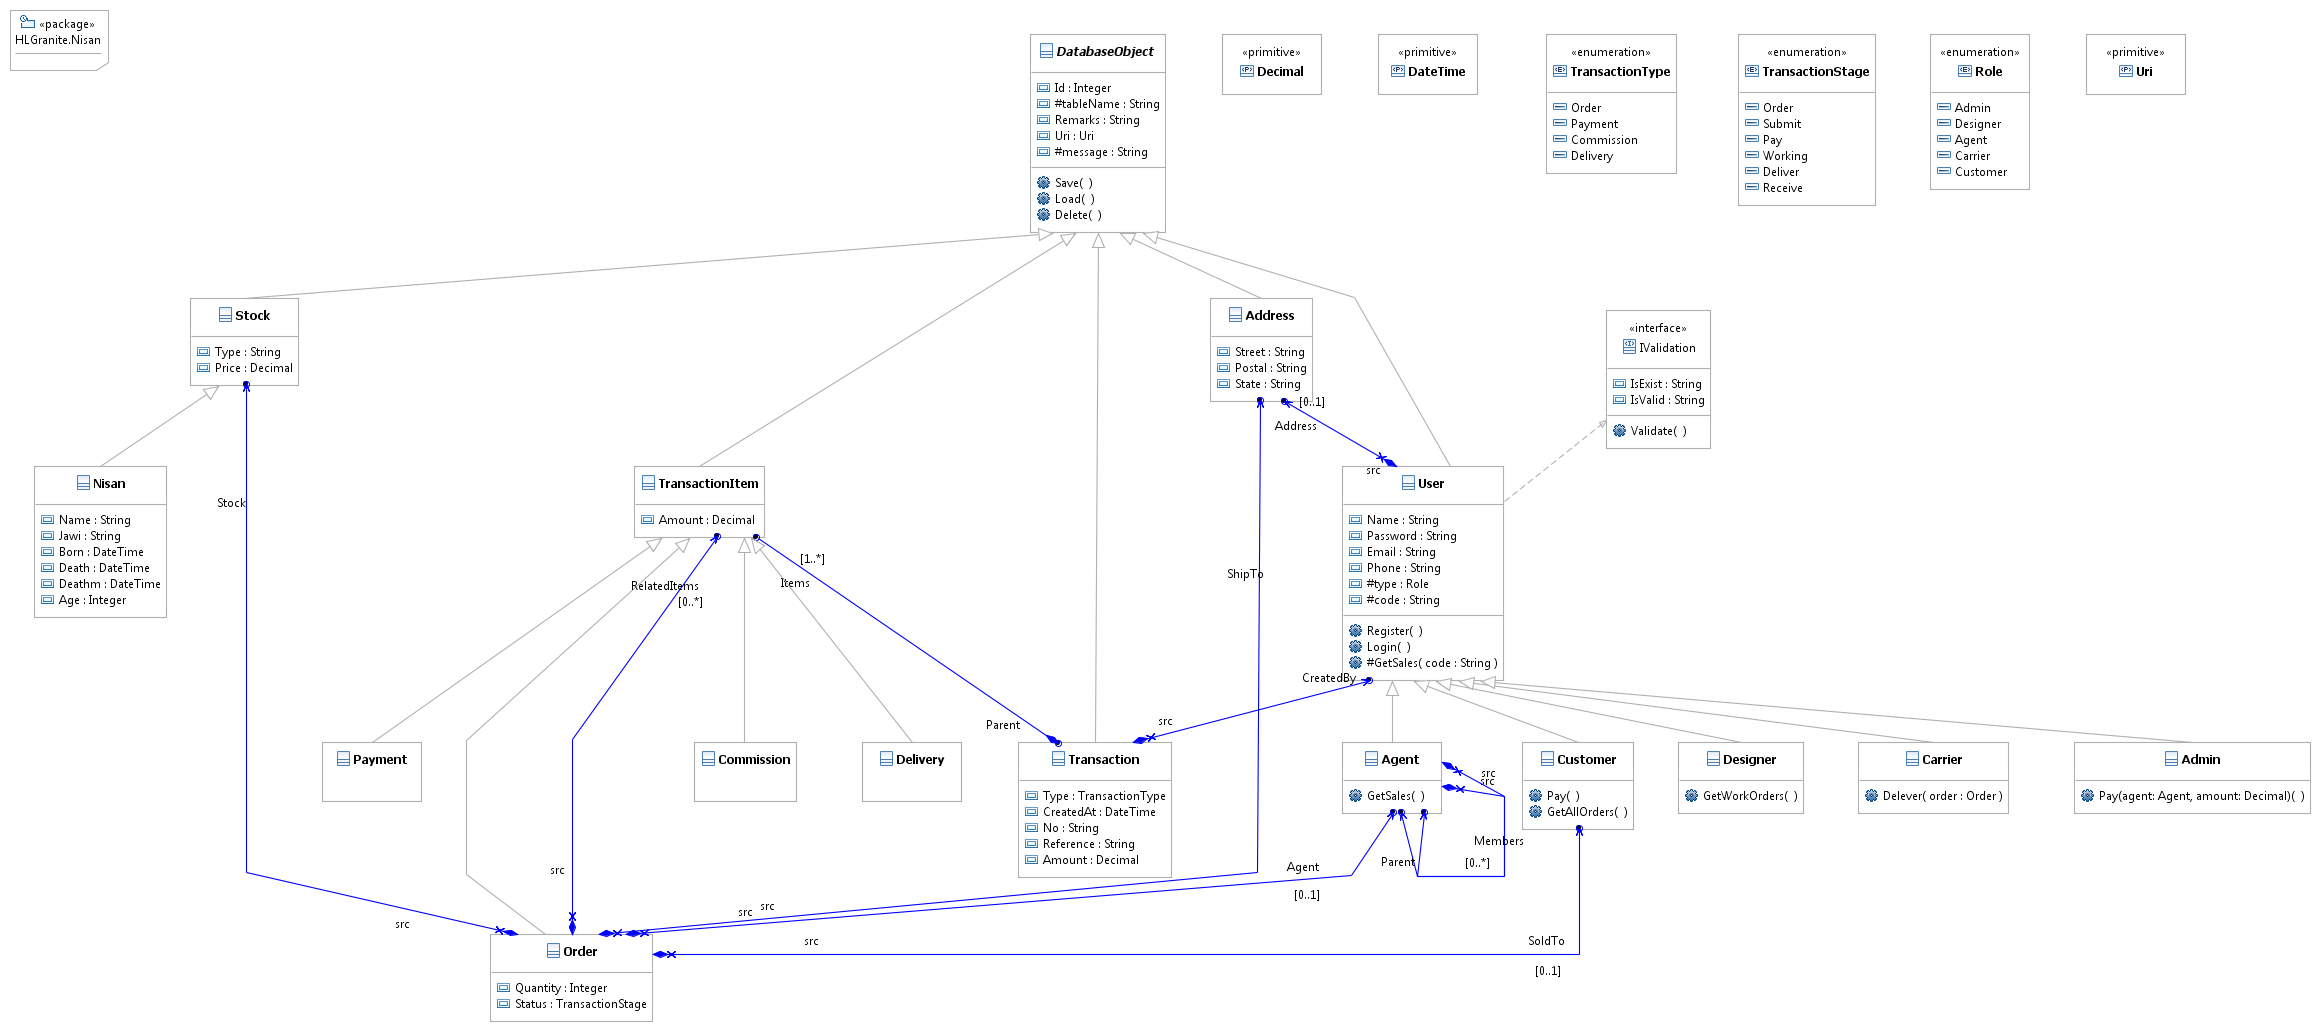 «package»
HLGranite.Nisan
DatabaseObject
Id : Integer
#tableName : String
Remarks : String
Uri : Uri
#message : String
Save( )
Load( )
Delete( )
«primitive»
Decimal
«primitive»
DateTime
«enumeration»
TransactionType
Order
Payment
Commission
Delivery
«enumeration»
TransactionStage
Order
Submit
Pay
Working
Deliver
Receive
«enumeration»
Role
Admin
Designer
Agent
Carrier
Customer
«primitive»
Uri
Stock
Type : String
Price : Decimal
Address
Street : String
Postal : String
State : String
[0..1]
Address
src
«interface»
IValidation
IsExist : String
IsValid : String
Validate( )
Nisan
Name : String
Jawi : String
Born : DateTime
Death : DateTime
Deathm : DateTime
Age : Integer
Stock
TransactionItem
Amount : Decimal
[1..*]
Items
RelatedItems
[0..*]
ShipTo
User
Name : String
Password : String
Email : String
Phone : String
#type : Role
#code : String
Register( )
Login( )
#GetSales( code : String )
CreatedBy
src
Parent
Payment
Commission
Delivery
Transaction
Type : TransactionType
CreatedAt : DateTime
No : String
Reference : String
Amount : Decimal
Agent
GetSales( )
src
src
Members
[0..*]
Parent
Customer
Pay( )
GetAllOrders( )
Designer
GetWorkOrders( )
Carrier
Delever( order : Order )
Admin
Pay(agent: Agent, amount: Decimal)( )
Agent
[0..1]
src
src
src
src
src
SoldTo
[0..1]
Order
Quantity : Integer
Status : TransactionStage